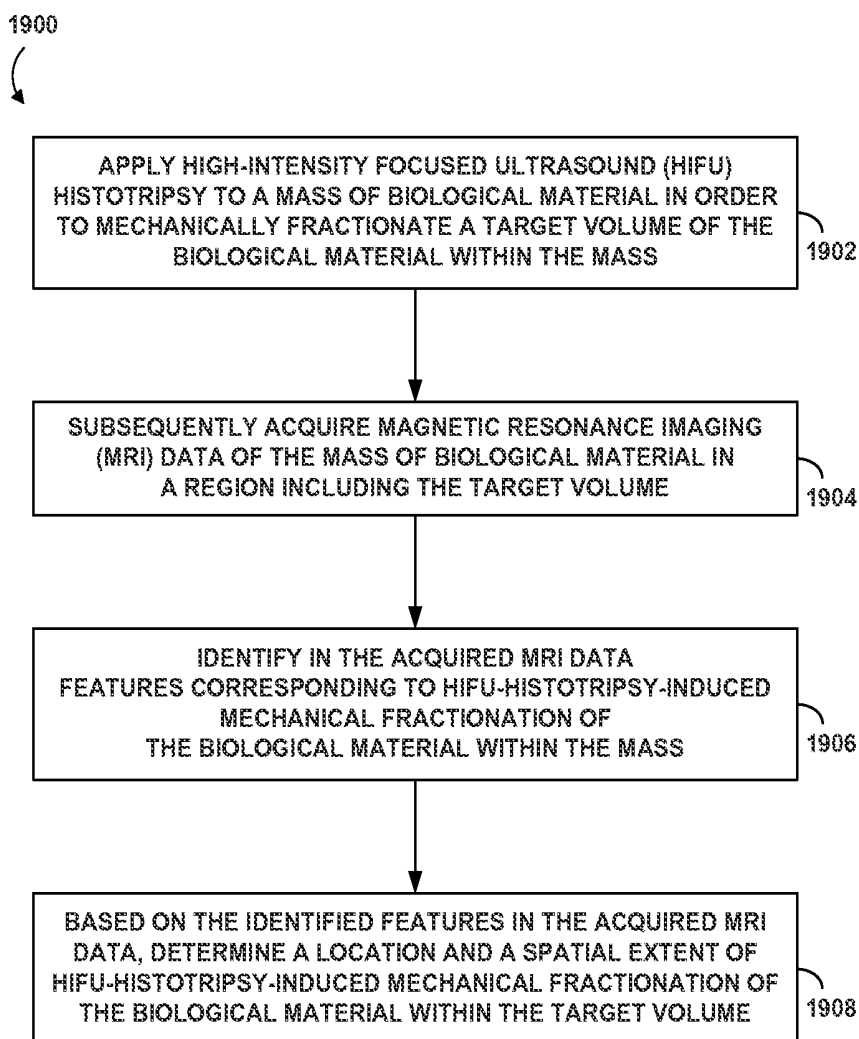 1900
APPLY HIGH-INTENSITY FOCUSED ULTRASOUND (HIFU)
HISTOTRIPSY TO A MASS OF BIOLOGICAL MATERIAL IN ORDER
TO MECHANICALLY FRACTIONATE A TARGET VOLUME OF THE
BIOLOGICAL MATERIAL WITHIN THE MASS
1902
SUBSEQUENTLY ACQUIRE MAGNETIC RESONANCE IMAGING
(MRI) DATA OF THE MASS OF BIOLOGICAL MATERIAL IN
A REGION INCLUDING THE TARGET VOLUME
1904
IDENTIFY IN THE ACQUIRED MRI DATA
FEATURES CORRESPONDING TO HIFU-HISTOTRIPSY-INDUCED
MECHANICAL FRACTIONATION OF
THE BIOLOGICAL MATERIAL WITHIN THE MASS
1906
BASED ON THE IDENTIFIED FEATURES IN THE ACQUIRED MRI
DATA, DETERMINE A LOCATION AND A SPATIAL EXTENT OF
HIFU-HISTOTRIPSY-INDUCED MECHANICAL FRACTIONATION OF
THE BIOLOGICAL MATERIAL WITHIN THE TARGET VOLUME
1908